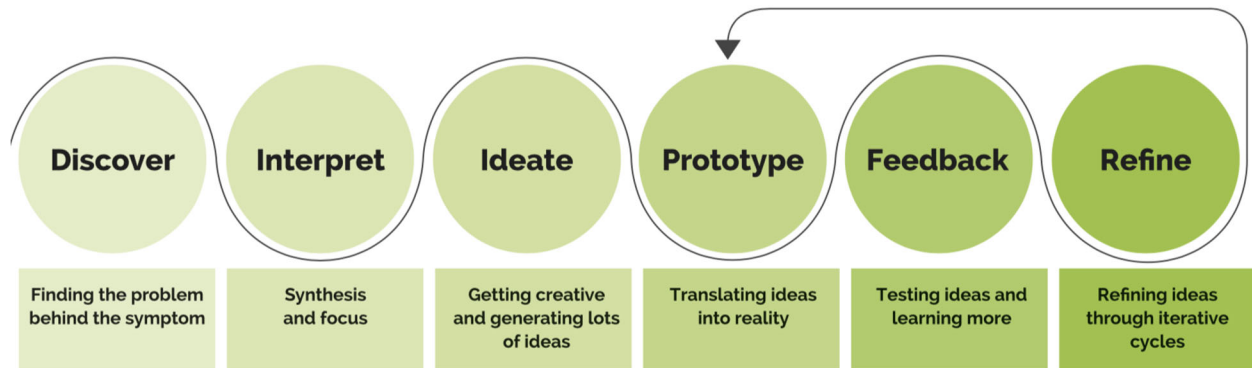 Discover
Interpret
Ideate
Prototype
Feedback
Refine
Finding the problem
behind the symptom
Synthesis
and focus
Getting creative
and generating lots
of ideas
Translating ideas
into reality
Testing ideas and
learning more
Refining ideas
through iterative
cycles